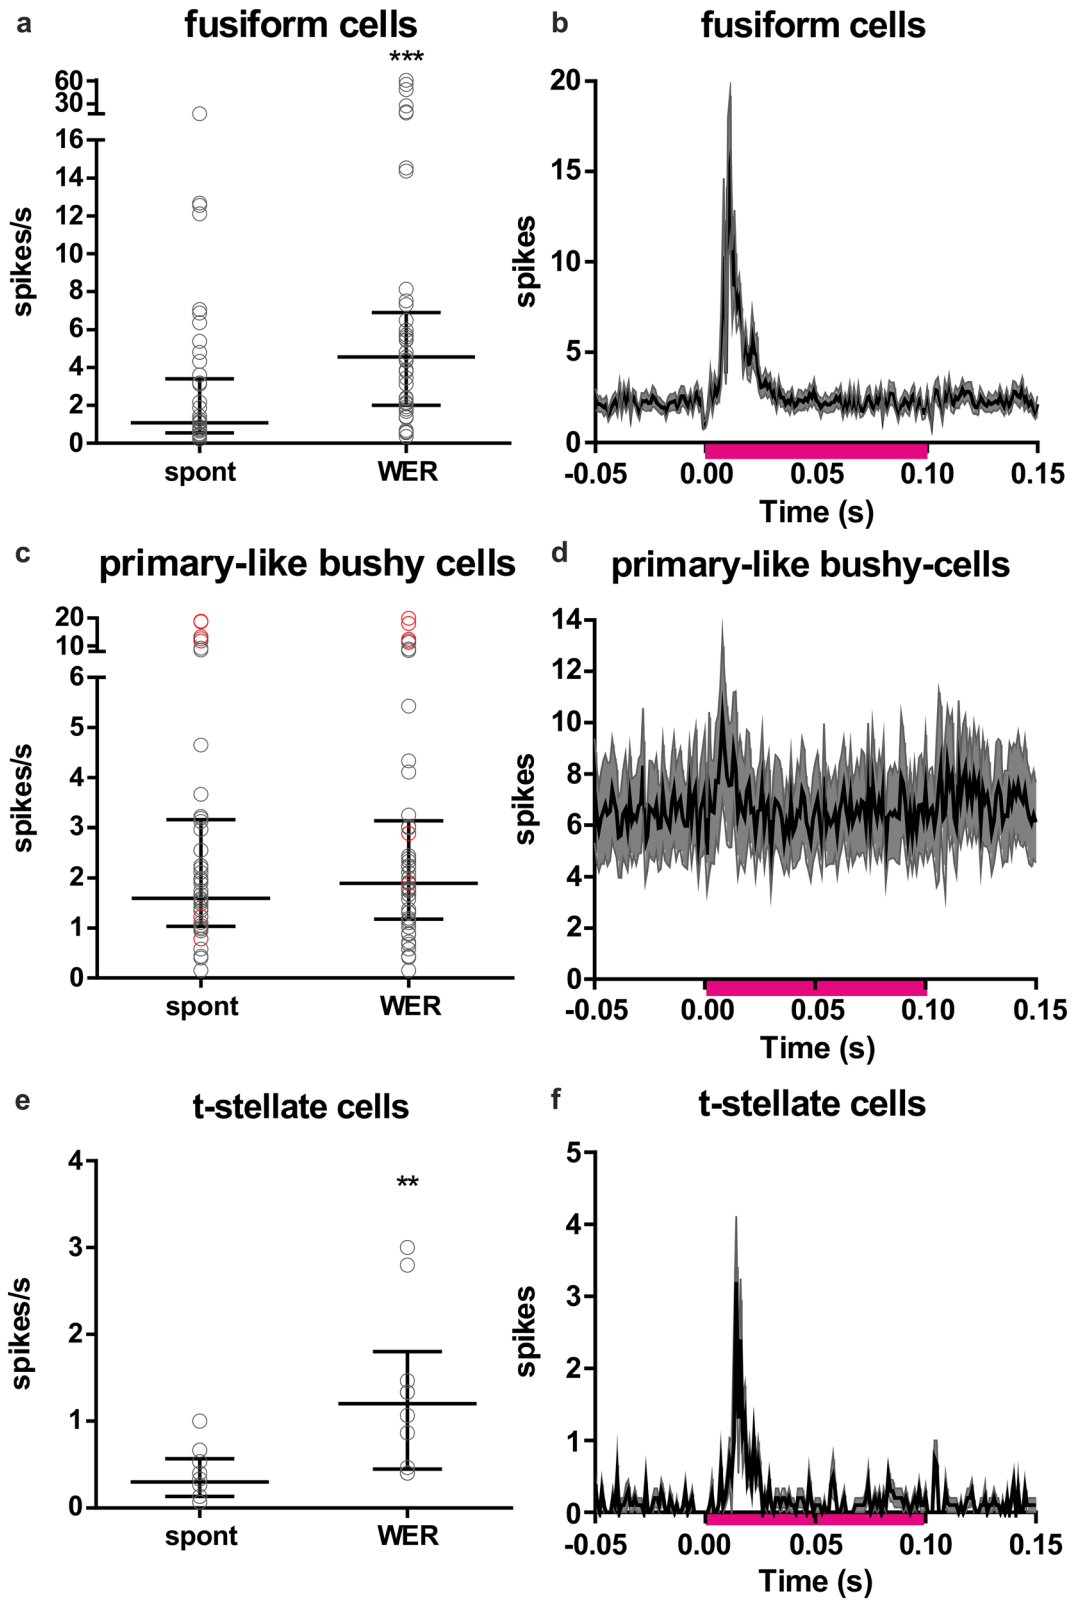 a
fusiform cells
***
60
30
16
14
12
10
8
6
4
2
0
spikes/s
spont
WER
b
fusiform cells
20
15
10
5
0
spikes
-0.05
0.00
0.05
0.10
0.15
Time (s)
c
primary-like bushy cells
20
10
6
5
4
3
2
1
0
spikes/s
spont
WER
d
primary-like bushy-cells
14
12
10
8
6
4
2
0
spikes
-0.05
0.00
0.05
0.10
0.15
Time (s)
e
t-stellate cells
**
4
3
2
1
0
spikes/s
spont
WER
f
t-stellate cells
5
4
3
2
1
0
spikes
-0.05
0.00
0.05
0.10
0.15
Time (s)